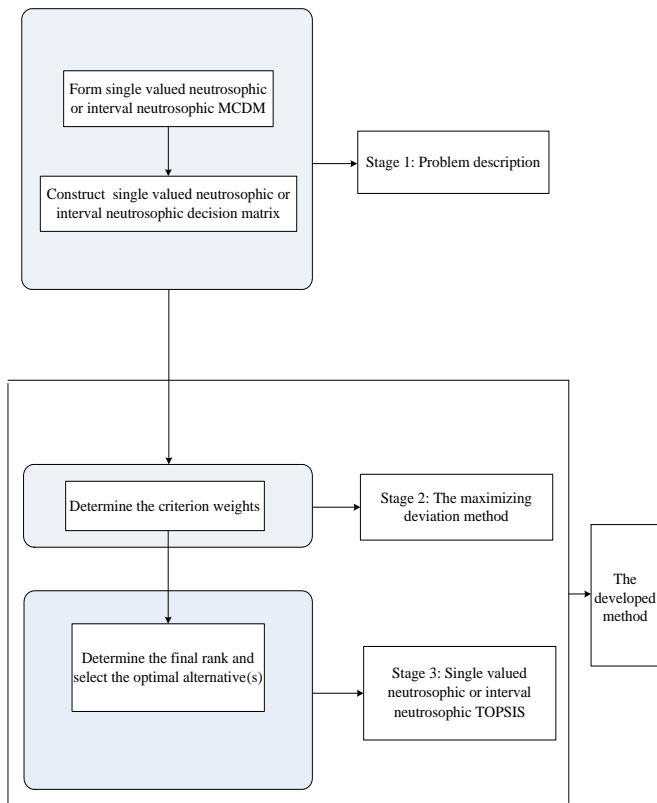 Form single valued neutrosophic
or interval neutrosophic MCDM
Stage 1: Problem description
Construct single valued neutrosophic or
interval neutrosophic decision matrix
Determine the criterion weights
Stage 2: The maximizing
deviation method
The
developed
method
Determine the final rank and
select the optimal alternative(s)
Stage 3: Single valued
neutrosophic or interval
neutrosophic TOPSIS